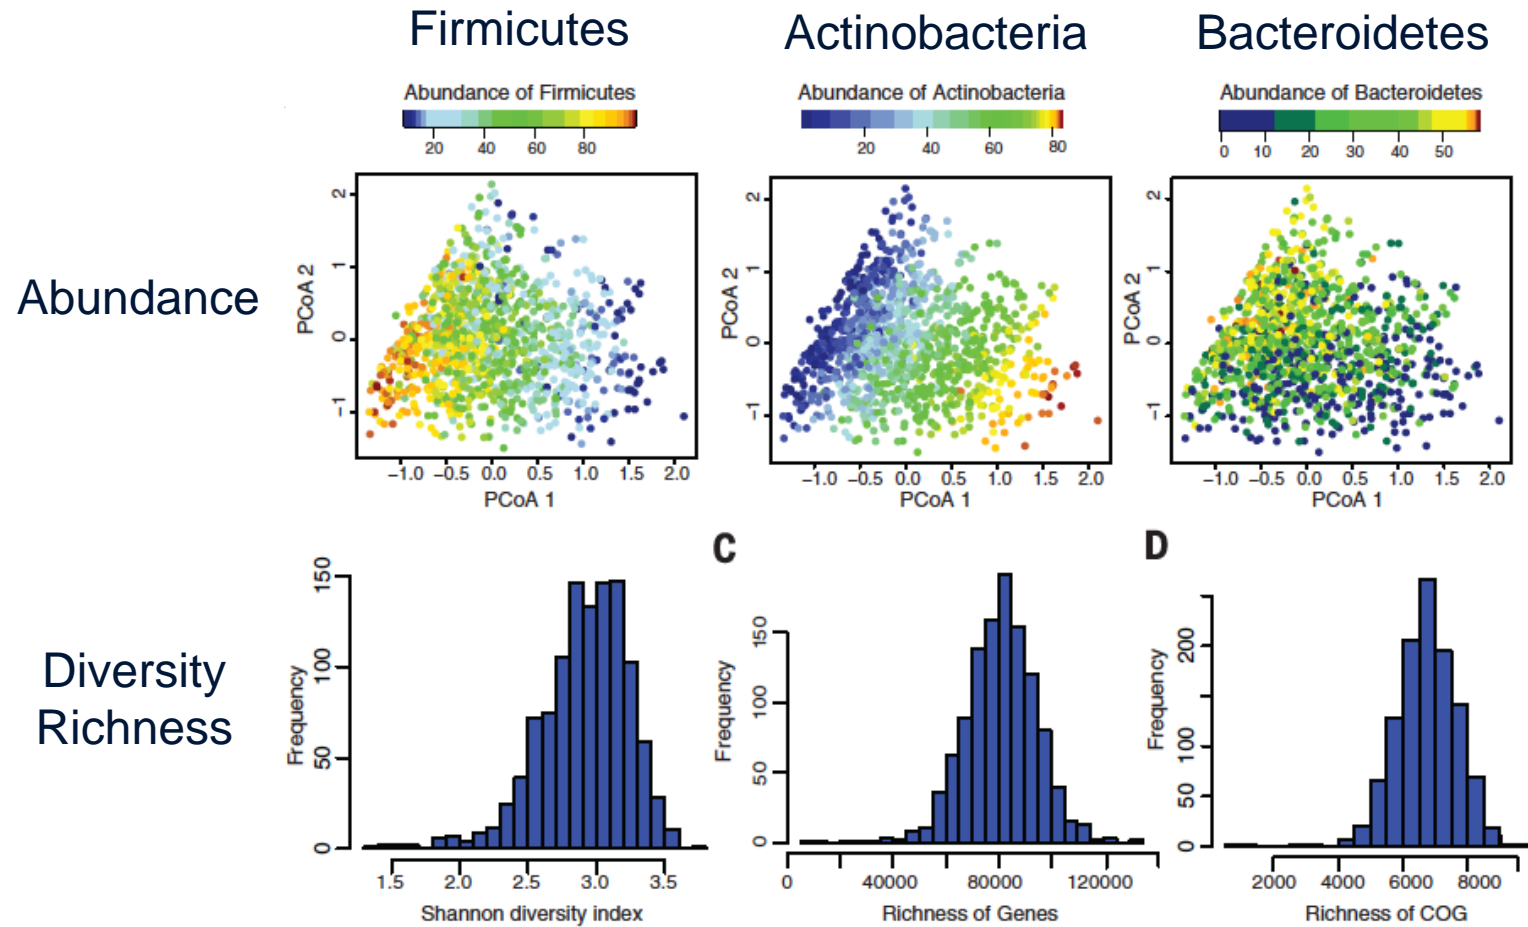 Firmicutes
Actinobacteria
Bacteroidetes
Abundance of Firmicutes
20 40 60 80
Abundance of Actinobacteria
20 40 60 80
Abundance of Bacteroidetes
0 10 20 30 40 50
Abundance
PCoA 2
2
1
0
−1
−1.0 −0.5 0.0 0.5 1.0 1.5 2.0
PCoA 1
PCoA 2
2
1
0
−1
−1.0 −0.5 0.0 0.5 1.0 1.5 2.0
PCoA 1
PCoA 2
2
1
0
−1
−1.0 −0.5 0.0 0.5 1.0 1.5 2.0
PCoA 1
Diversity
Richness
Frequency
150
100
50
0
1.5 2.0 2.5 3.0 3.5
Shannon diversity index
C
Frequency
150
100
50
0
0 40000 80000 120000
Richness of Genes
D
Frequency
200
100
50
0
2000 4000 6000 8000
Richness of COG